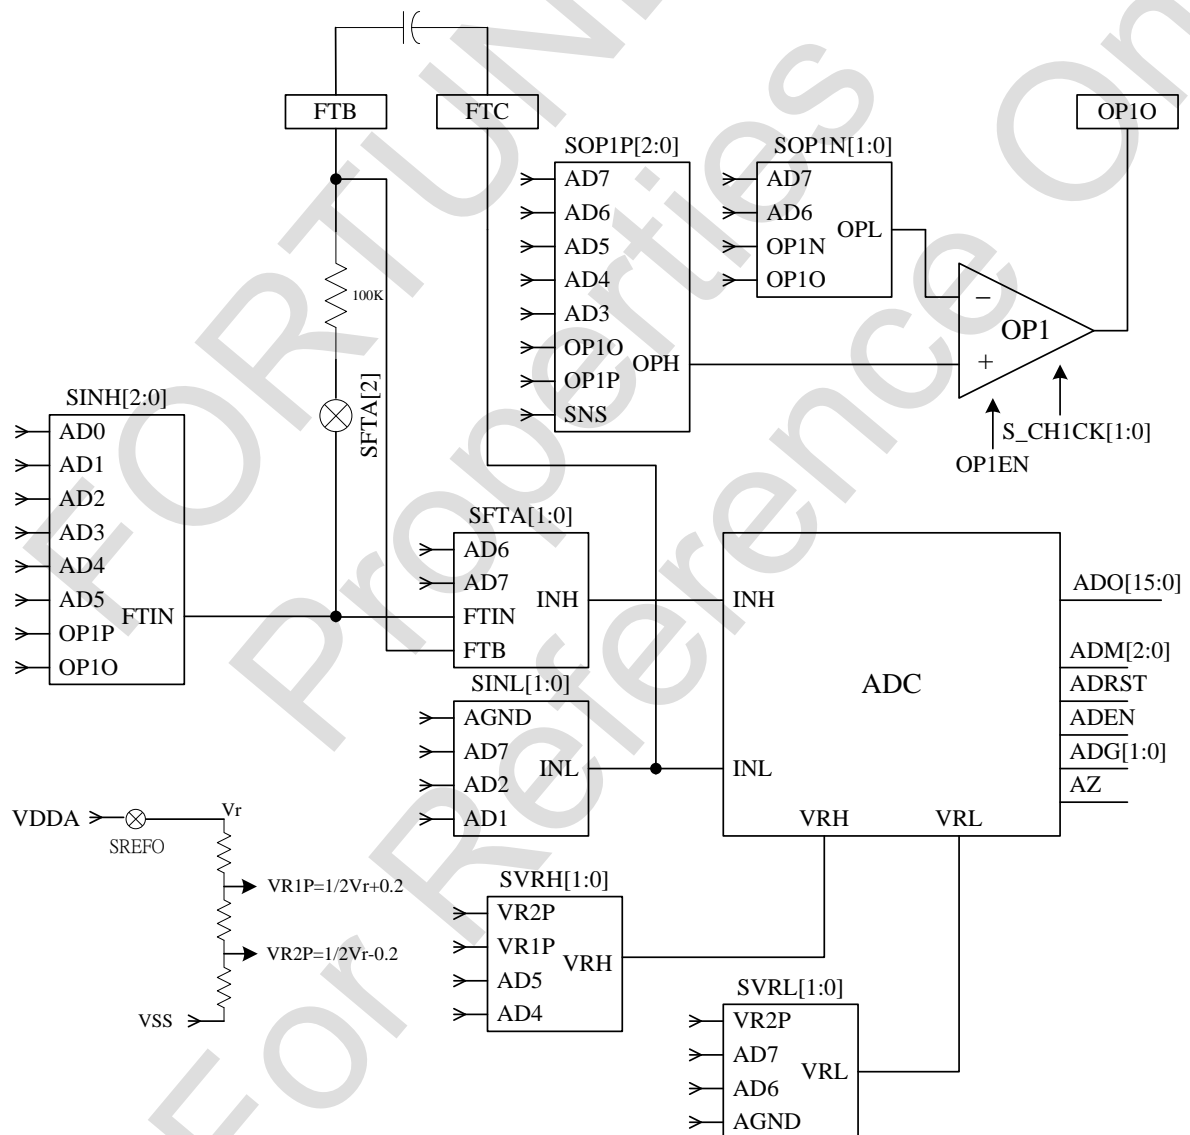 FORTUNE
Properties
For Reference On
FTB
FTC
OP1O
SOP1P[2:0]
AD7
AD6
AD5
AD4
AD3
OP1O
OP1P
SNS
OPH
SOP1N[1:0]
AD7
AD6
OP1N
OP1O
OPL
−
+
OP1
S_CH1CK[1:0]
OP1EN
100K
SFTA[2]
SINH[2:0]
AD0
AD1
AD2
AD3
AD4
AD5
OP1P
OP1O
FTIN
SFTA[1:0]
AD6
AD7
FTIN
FTB
INH
SINL[1:0]
AGND
AD7
AD2
AD1
INL
INH
INL
ADC
VRH
VRL
ADO[15:0]
ADM[2:0]
ADRST
ADEN
ADG[1:0]
AZ
VDDA
SREFO
Vr
VR1P=1/2Vr+0.2
VR2P=1/2Vr-0.2
VSS
SVRH[1:0]
VR2P
VR1P
AD5
AD4
VRH
SVRL[1:0]
VR2P
AD7
AD6
AGND
VRL